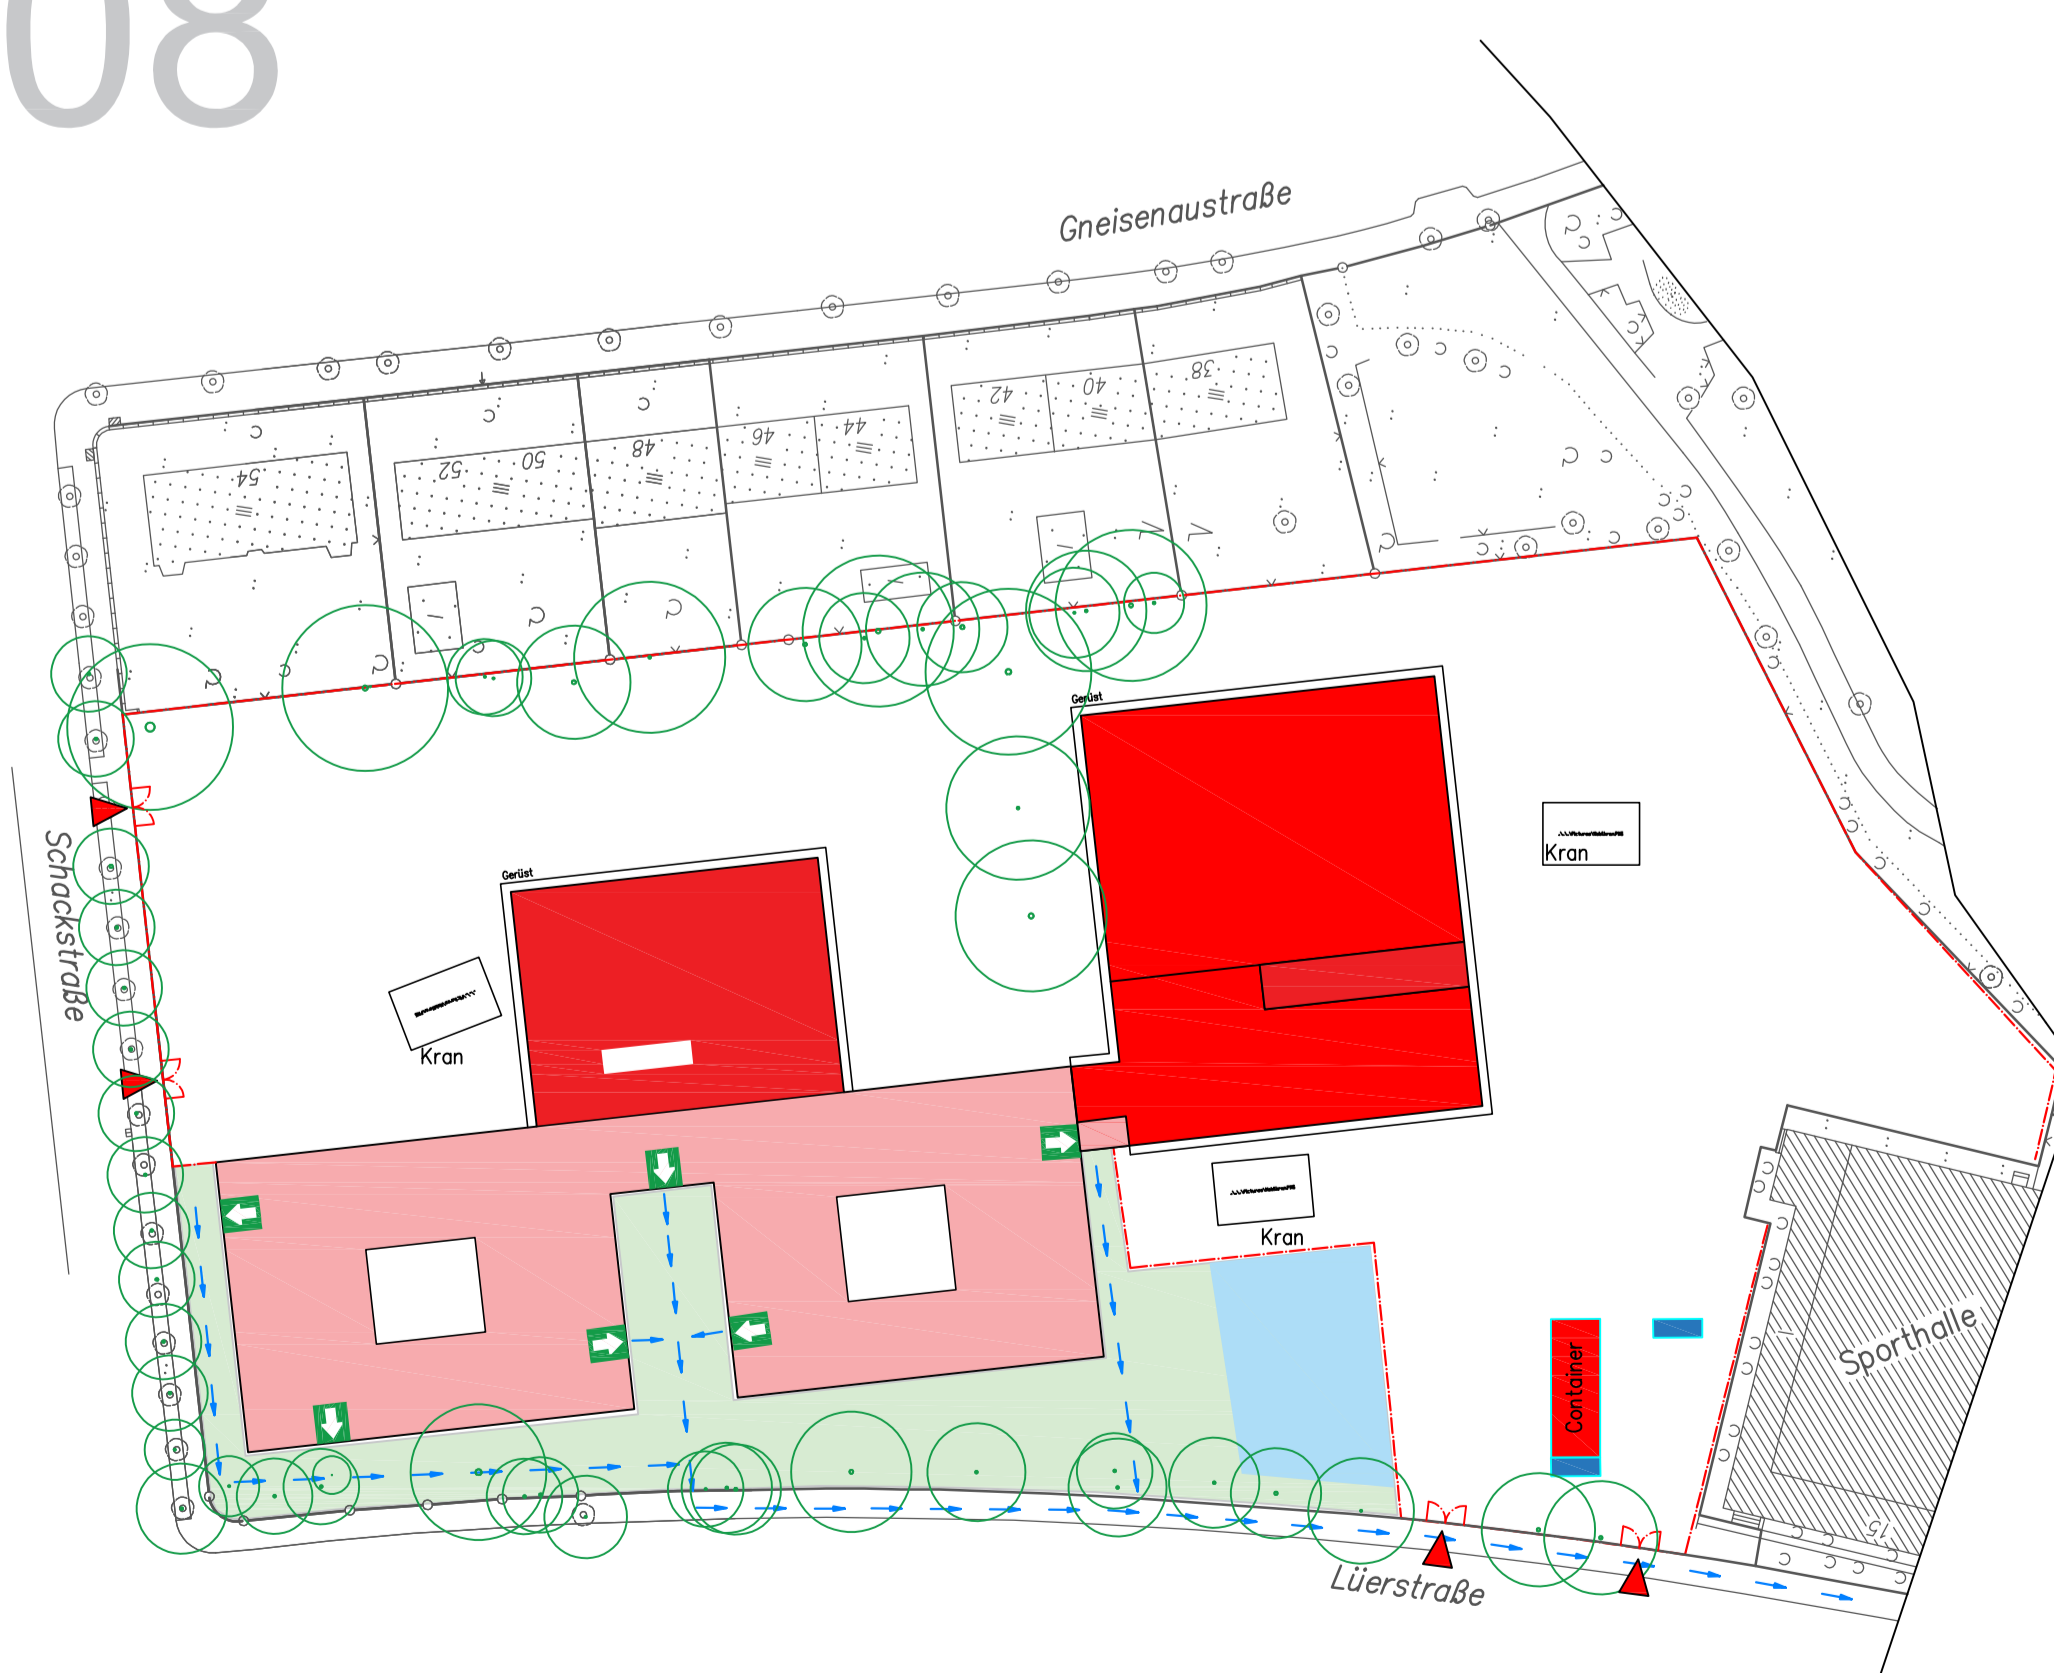 08
Gneisenaustraße
38
40
42
44
46
48
50
52
54
Gerüst
Schackstraße
Kran
Gerüst
Kran
Kran
Sporthalle
Container
15
Lüerstraße